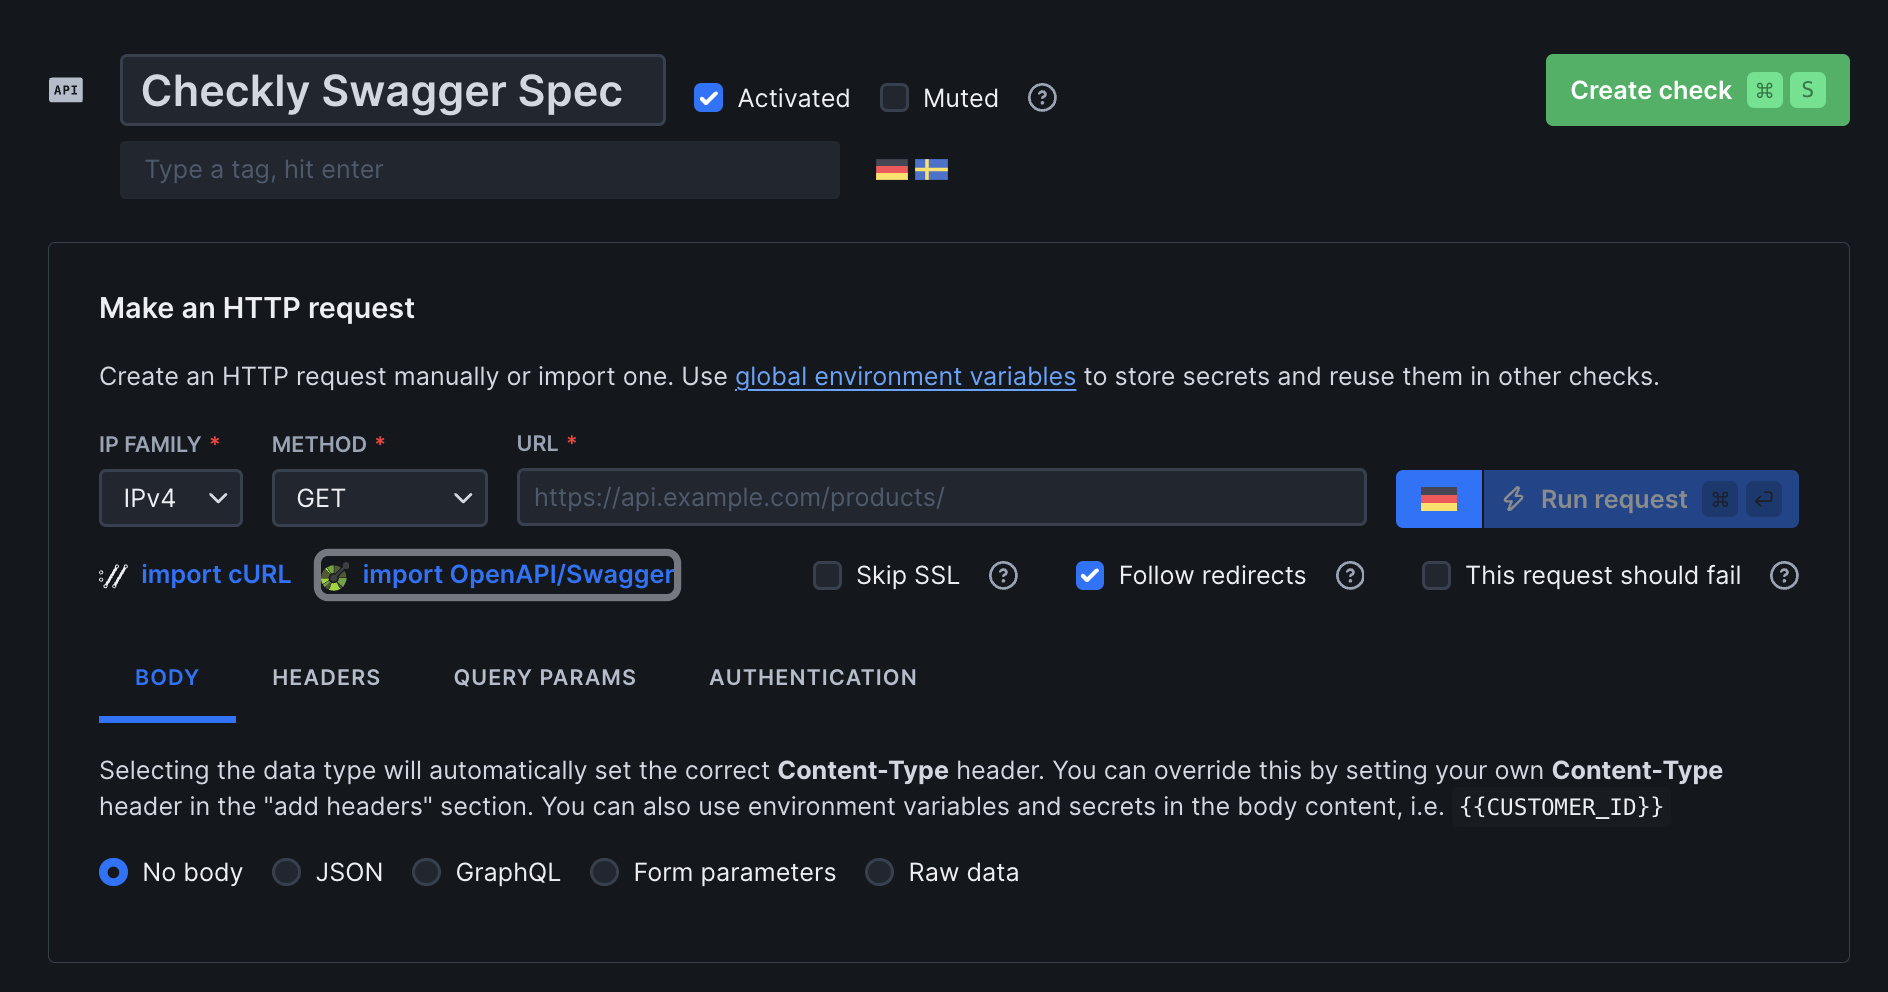 API
Checkly Swagger Spec
Activated
Muted
?
Create check ⌘ S
Type a tag, hit enter
Make an HTTP request
Create an HTTP request manually or import one. Use global environment variables to store secrets and reuse them in other checks.
IP FAMILY *
METHOD *
URL *
IPv4
GET
https://api.example.com/products/
Run request ⌘ ↵
import cURL
import OpenAPI/Swagger
Skip SSL ?
Follow redirects ?
This request should fail ?
BODY
HEADERS
QUERY PARAMS
AUTHENTICATION
Selecting the data type will automatically set the correct Content-Type header. You can override this by setting your own Content-Type
header in the "add headers" section. You can also use environment variables and secrets in the body content, i.e. {{CUSTOMER_ID}}
No body
JSON
GraphQL
Form parameters
Raw data